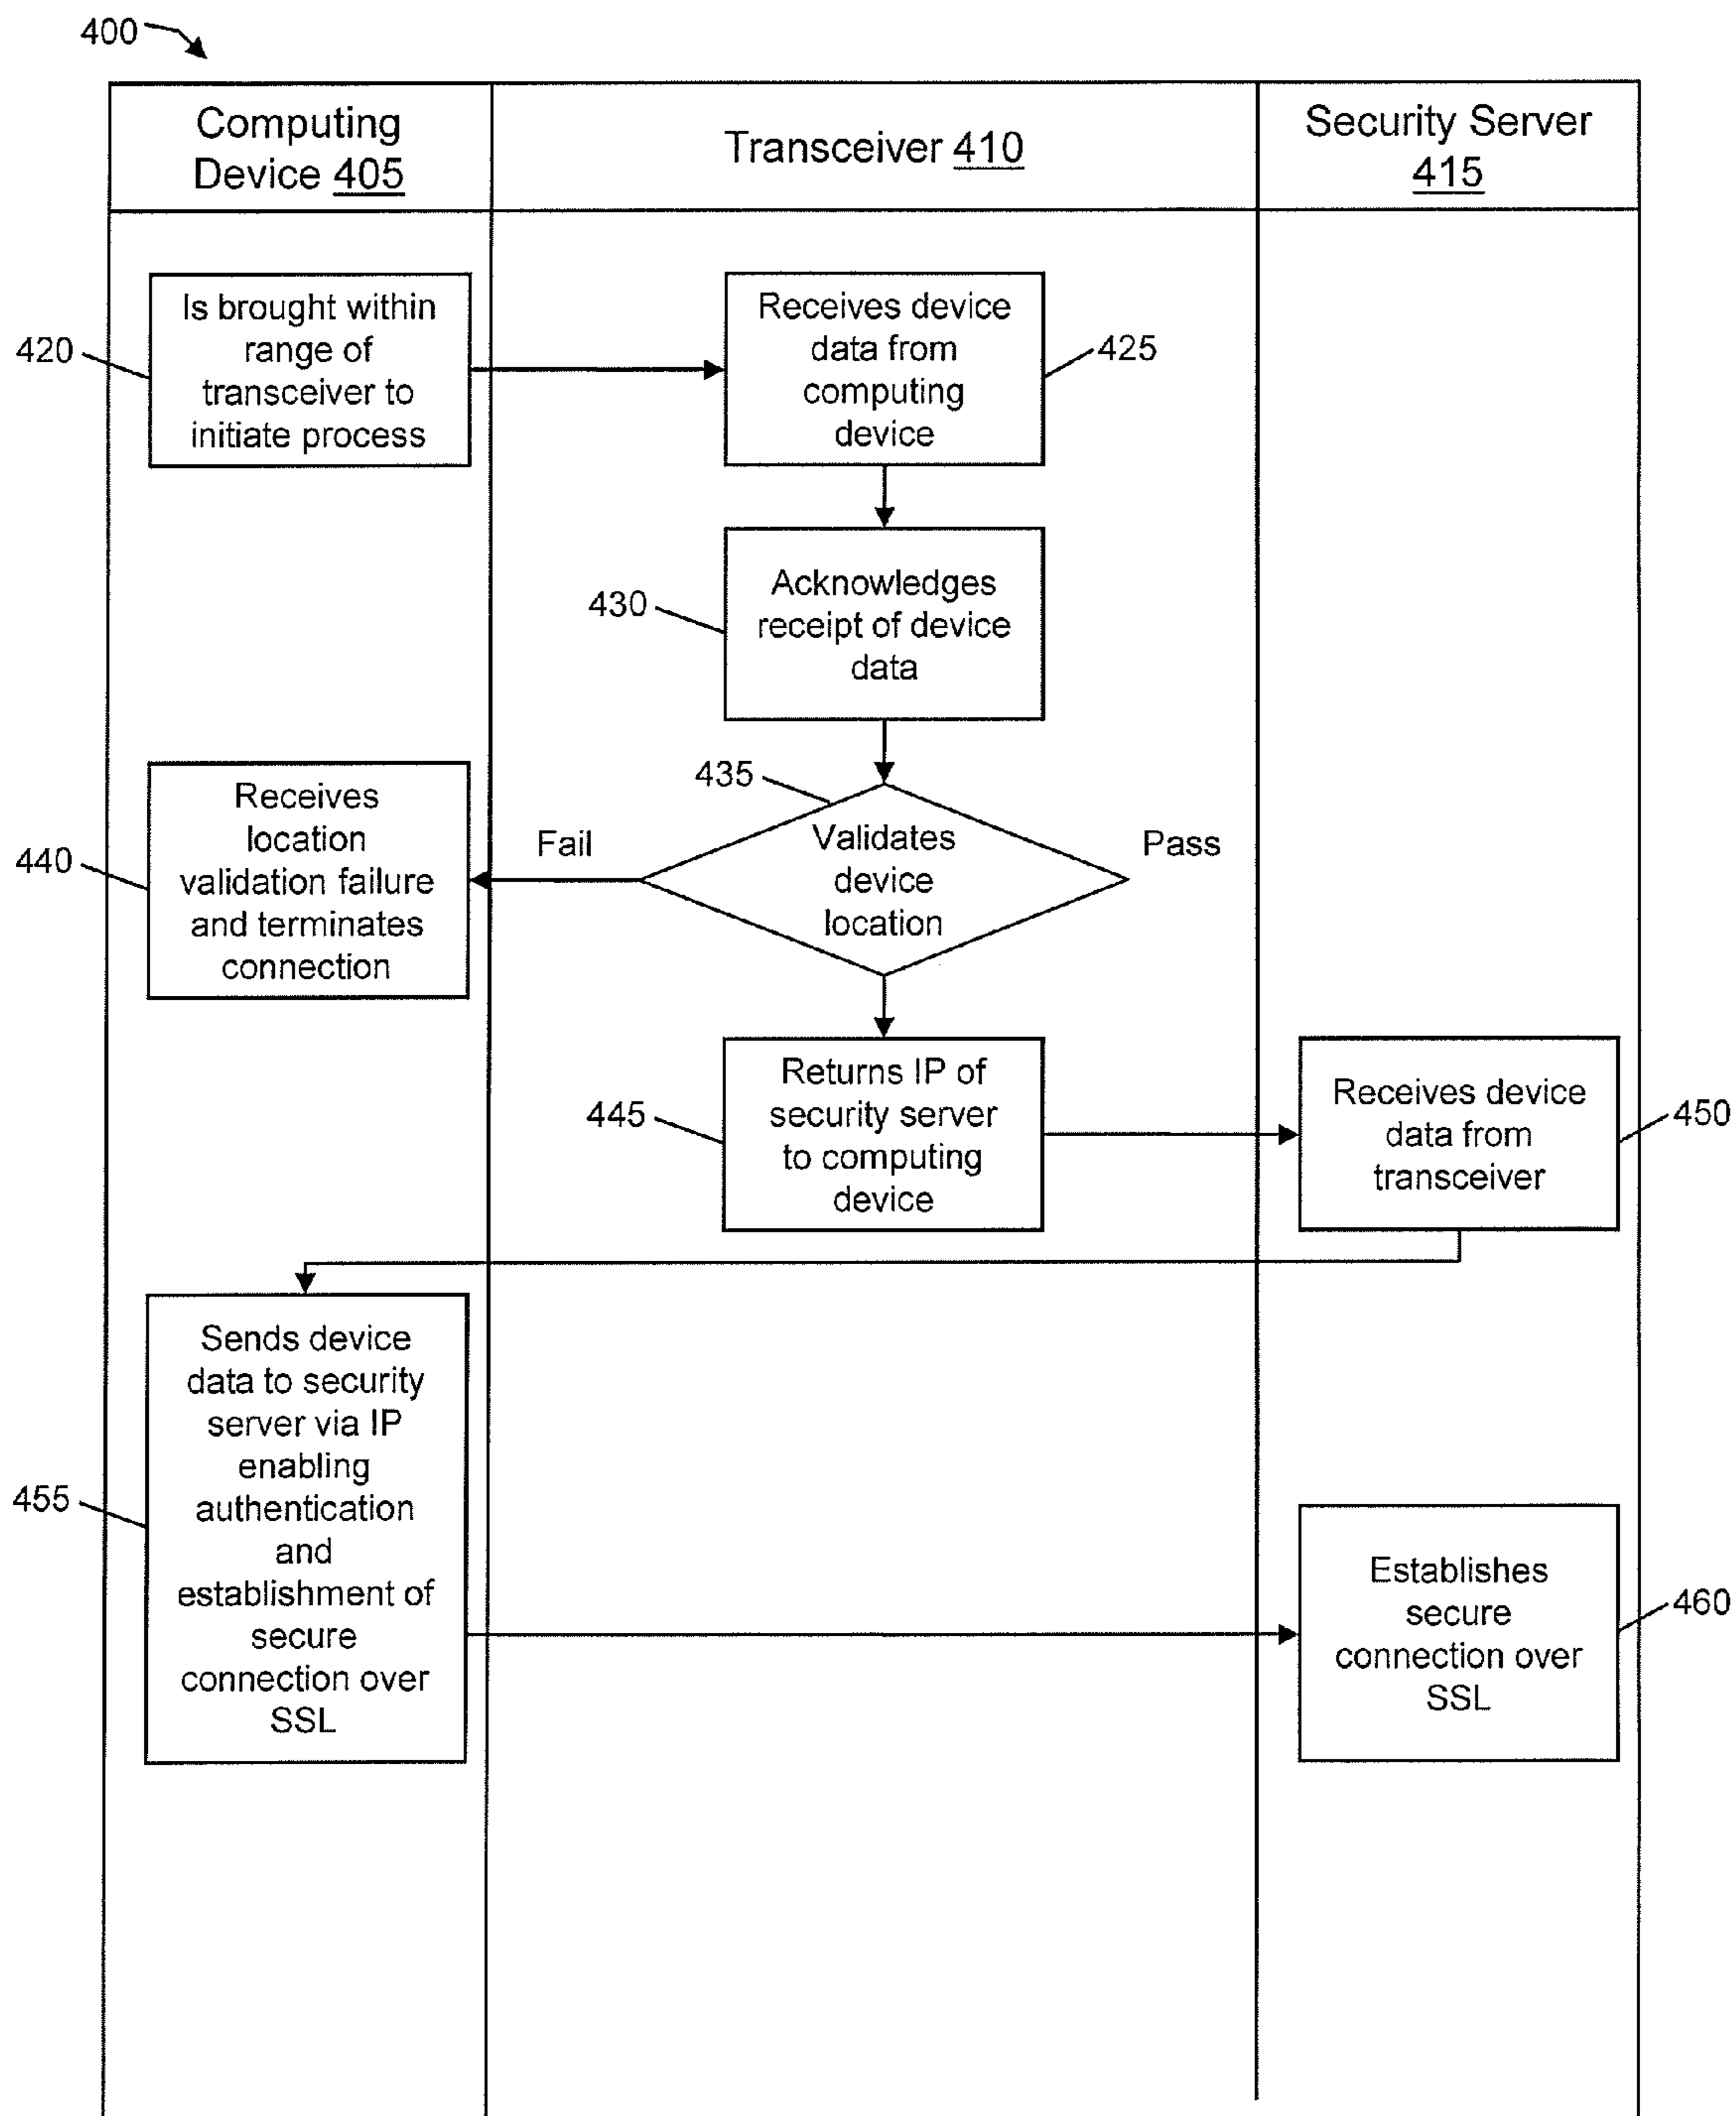 400
Computing
Device 405
Transceiver 410
Security Server
415
420
Is brought within
range of
transceiver to
initiate process
Receives device
data from
computing
device
425
430
Acknowledges
receipt of device
data
435
Validates
device
location
Fail
Pass
440
Receives
location
validation failure
and terminates
connection
445
Returns IP of
security server
to computing
device
Receives device
data from
transceiver
450
455
Sends device
data to security
server via IP
enabling
authentication
and
establishment of
secure
connection over
SSL
Establishes
secure
connection over
SSL
460